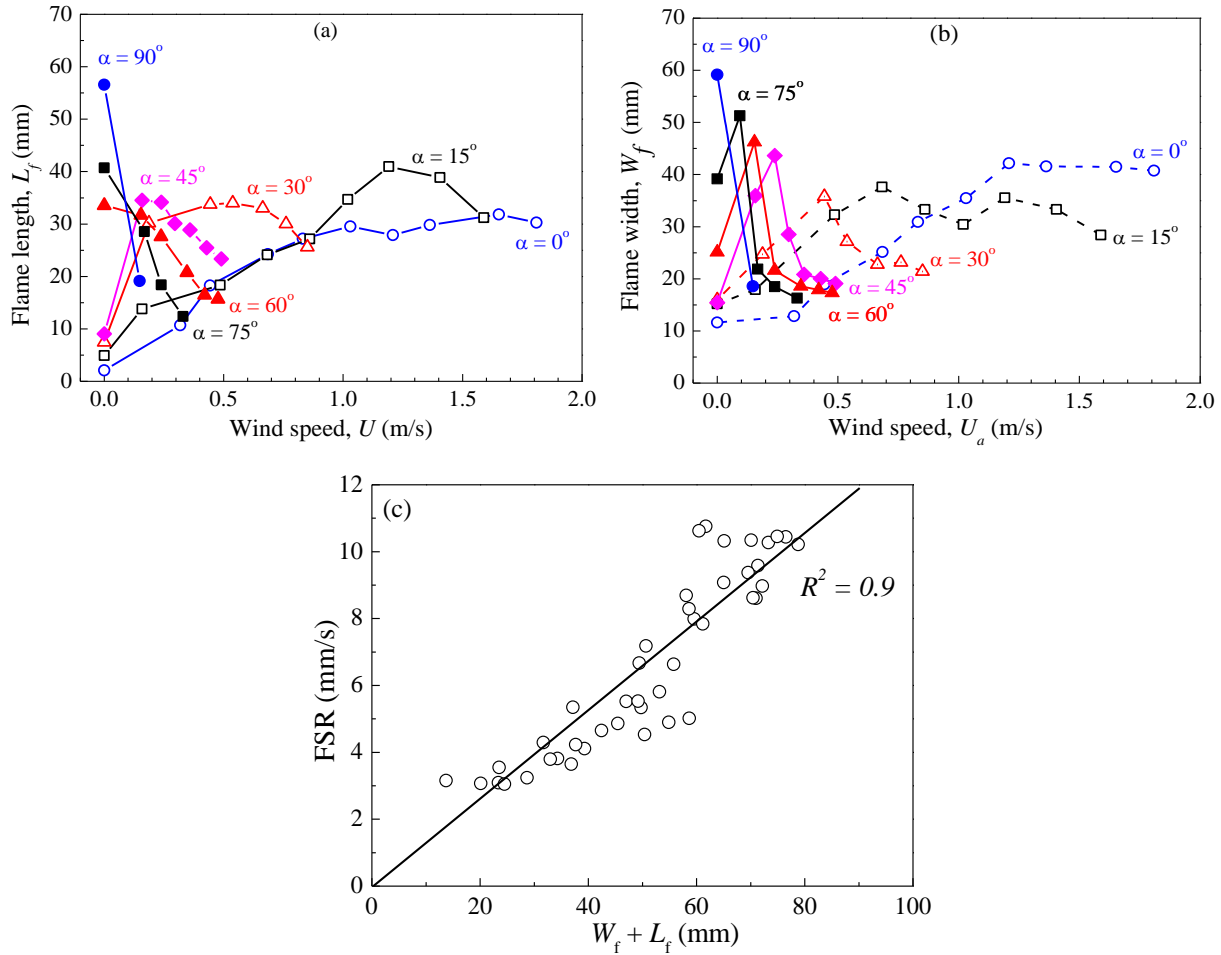 (a)
α = 90°
α = 45°
α = 30°
α = 15°
α = 0°
α = 60°
α = 75°
70
60
50
40
30
20
10
0
0.0 0.5 1.0 1.5 2.0
Flame length, L_f (mm)
Wind speed, U (m/s)
(b)
α = 90°
α = 75°
α = 0°
α = 15°
α = 30°
α = 45°
α = 60°
70
60
50
40
30
20
10
0
0.0 0.5 1.0 1.5 2.0
Flame width, W_f (mm)
Wind speed, U_a (m/s)
(c)
R² = 0.9
12
10
8
6
4
2
0
0 20 40 60 80 100
FSR (mm/s)
W_f + L_f (mm)